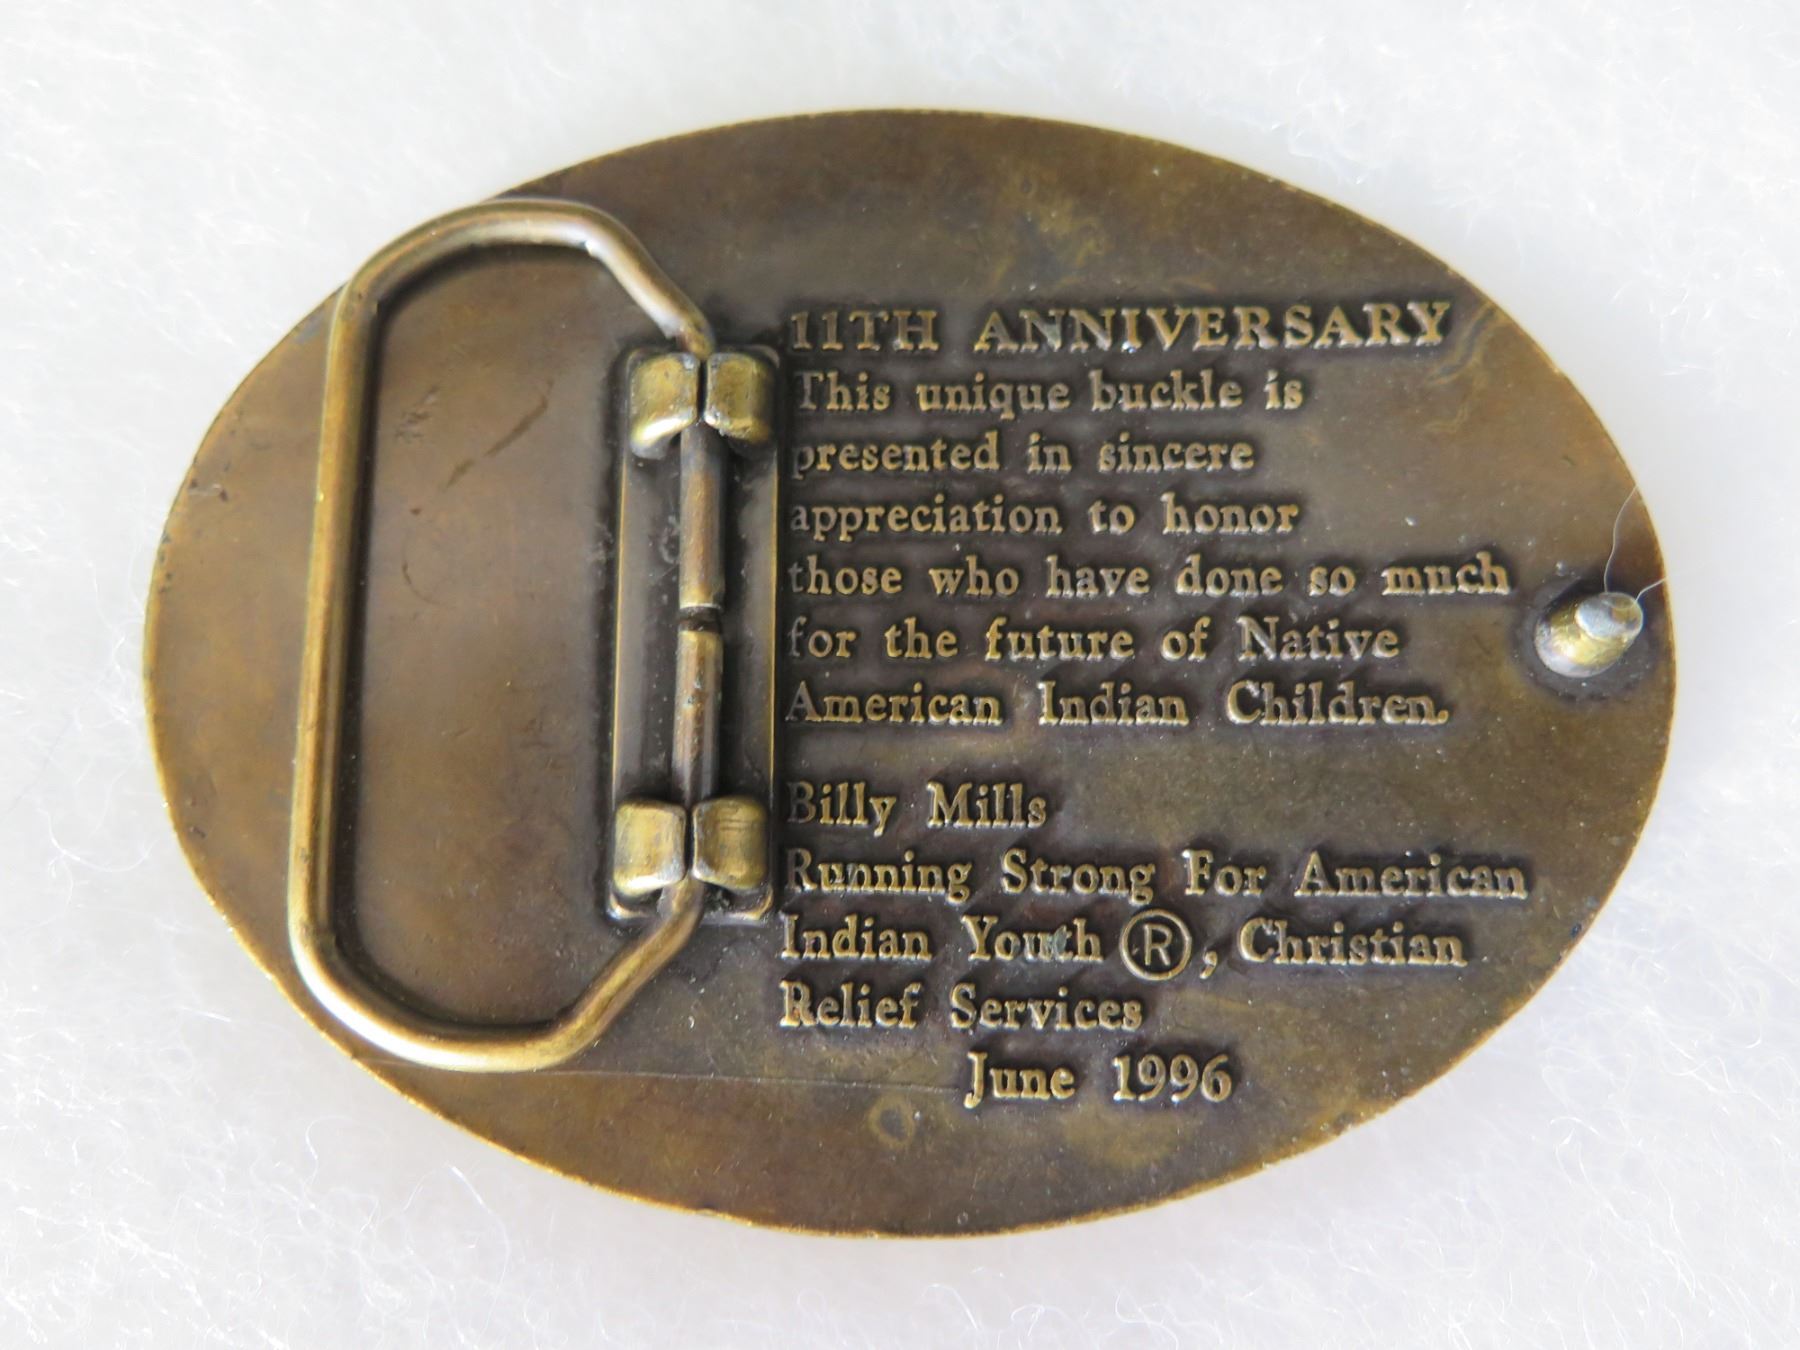 11TH ANNIVERSARY
This unique buckle is
presented in sincere
appreciation to honor
those who have done so much
for the future of Native
American Indian Children.
Billy Mills
Running Strong For American
Indian Youth ®, Christian
Relief Services
June 1996